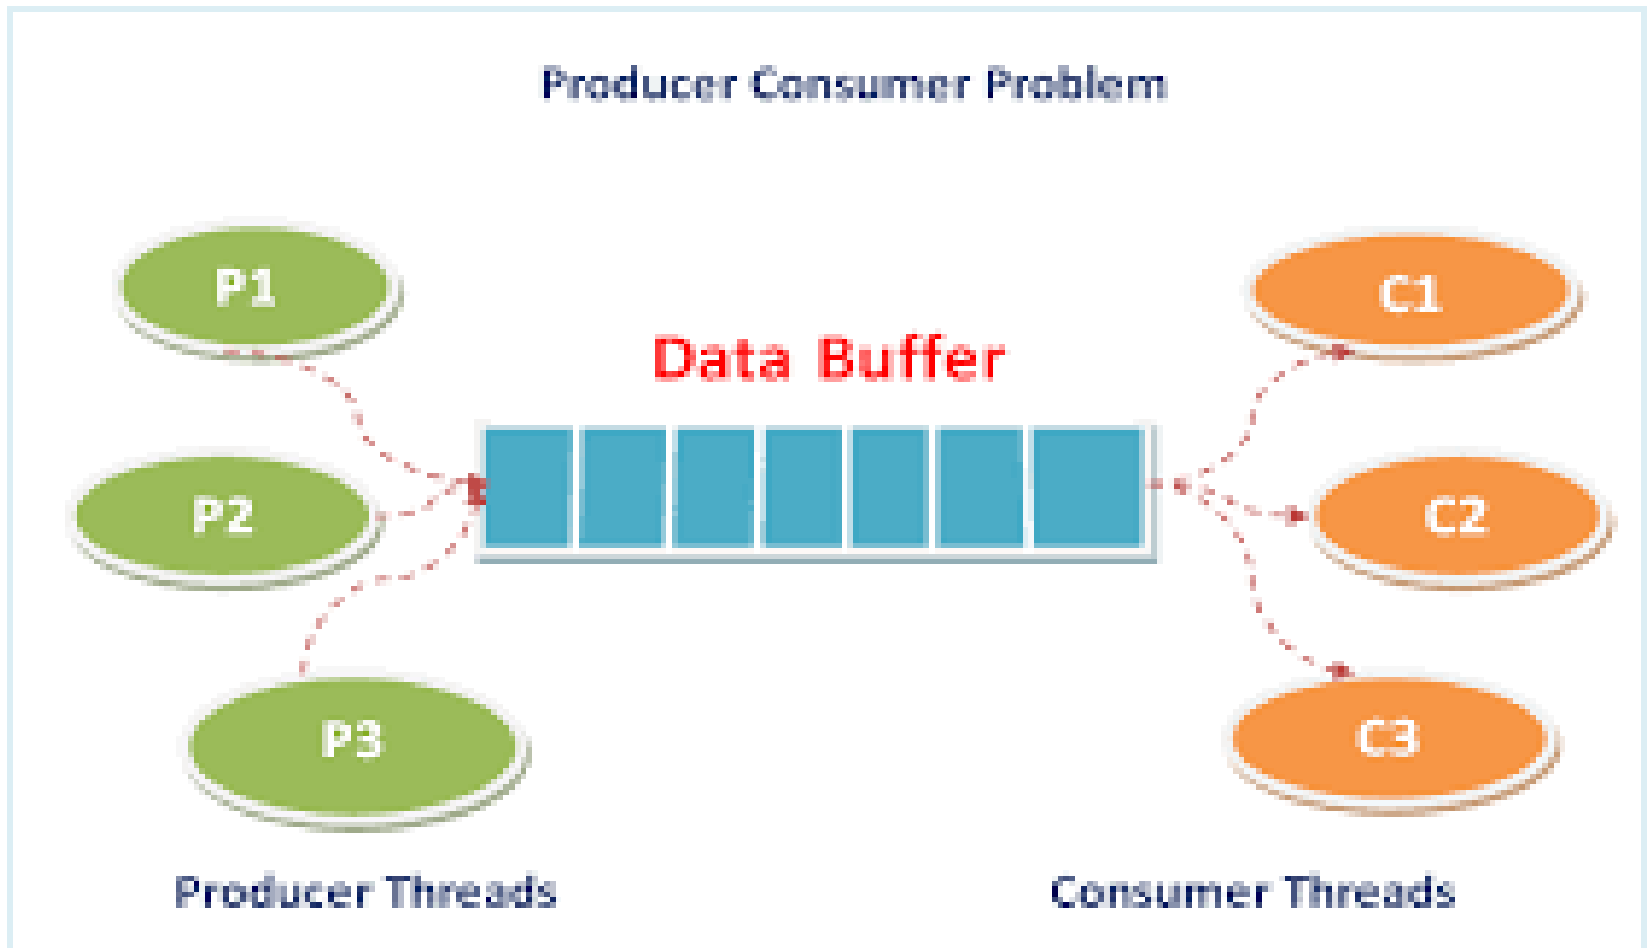 Producer Consumer Problem
P1
C1
Data Buffer
P2
C2
P3
C3
Producer Threads
Consumer Threads